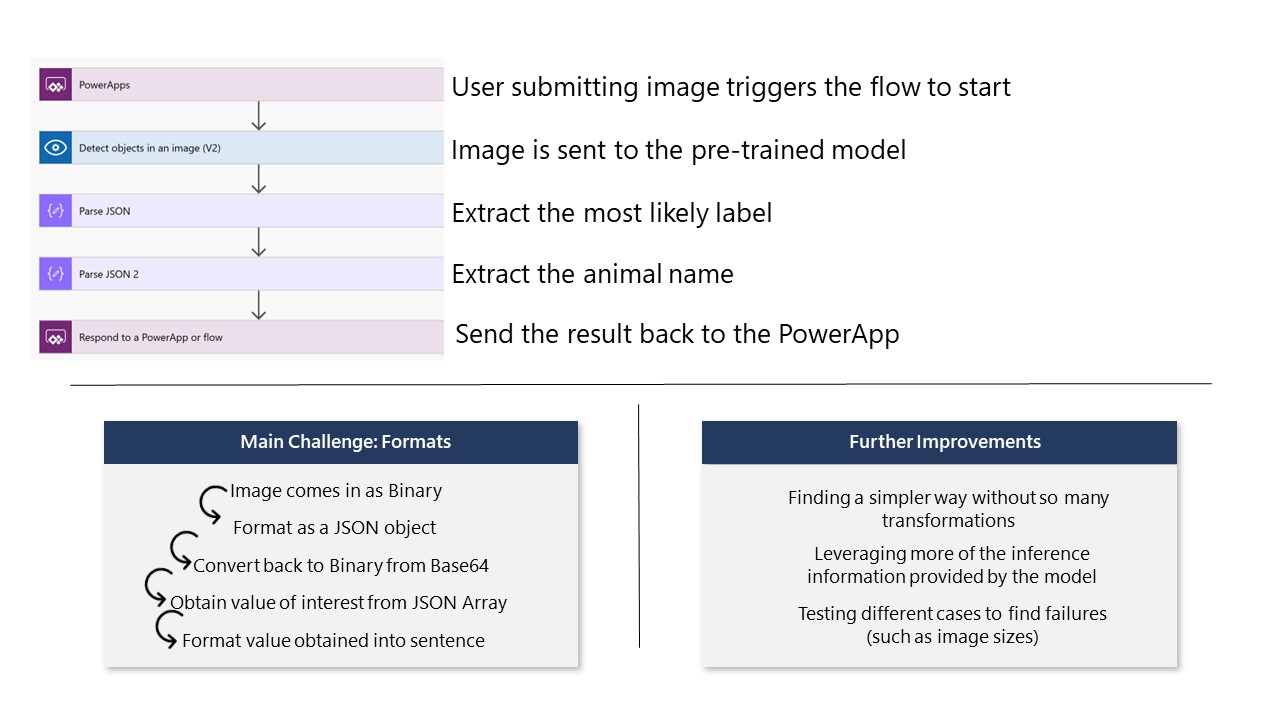 PowerApps
User submitting image triggers the flow to start
Detect objects in an image (V2)
Image is sent to the pre-trained model
Parse JSON
Extract the most likely label
Parse JSON 2
Extract the animal name
Respond to a PowerApp or flow
Send the result back to the PowerApp
Main Challenge: Formats
Image comes in as Binary
Format as a JSON object
Convert back to Binary from Base64
Obtain value of interest from JSON Array
Format value obtained into sentence
Further Improvements
Finding a simpler way without so many
transformations
Leveraging more of the inference
information provided by the model
Testing different cases to find failures
(such as image sizes)